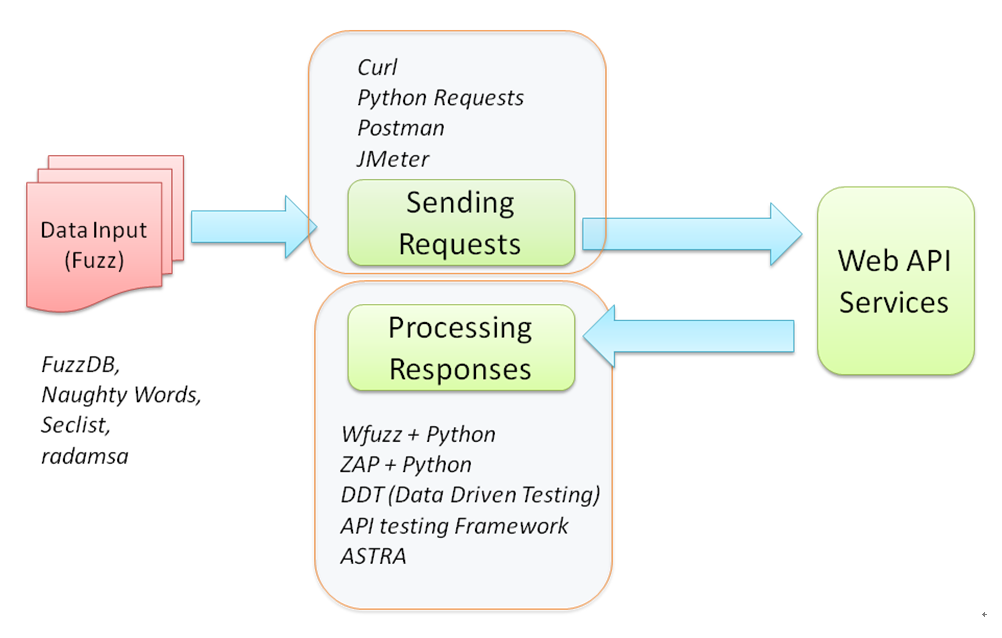 Curl
Python Requests
Postman
JMeter
Sending
Requests
Data Input
(Fuzz)
Web API
Services
Processing
Responses
FuzzDB,
Naughty Words,
Seclist,
radamsa
Wfuzz + Python
ZAP + Python
DDT (Data Driven Testing)
API testing Framework
ASTRA